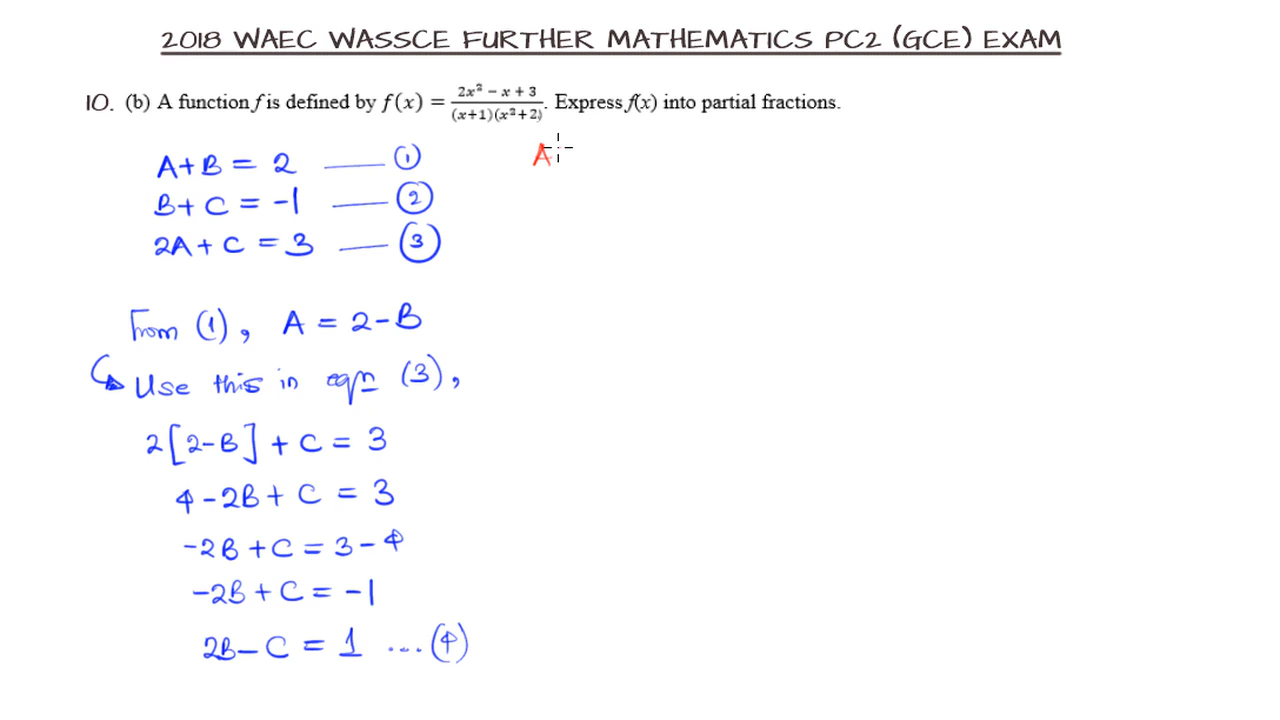 2018 WAEC WASSCE FURTHER MATHEMATICS PC2 (GCE) EXAM
10. (b) A function f is defined by f(x) = (2x² − x + 3)/((x+1)(x²+2)). Express f(x) into partial fractions.
A+B = 2 —— (1)
B+C = -1 —— (2)
2A+C = 3 —— (3)
A
From (1), A = 2-B
↳ Use this in eqn (3),
2[2-B] + C = 3
4-2B+C = 3
-2B+C = 3-4
-2B+C = -1
2B-C = 1 ...(4)